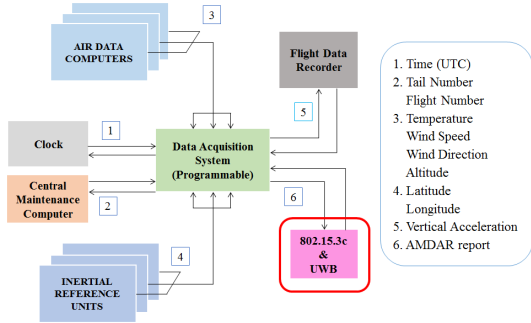 AIR DATA
COMPUTERS
3
Flight Data
Recorder
5
1
Clock
Data Acquisition
System
(Programmable)
Central
Maintenance
Computer
2
6
4
INERTIAL
REFERENCE
UNITS
802.15.3c
&
UWB
1. Time (UTC)
2. Tail Number
Flight Number
3. Temperature
Wind Speed
Wind Direction
Altitude
4. Latitude
Longitude
5. Vertical Acceleration
6. AMDAR report